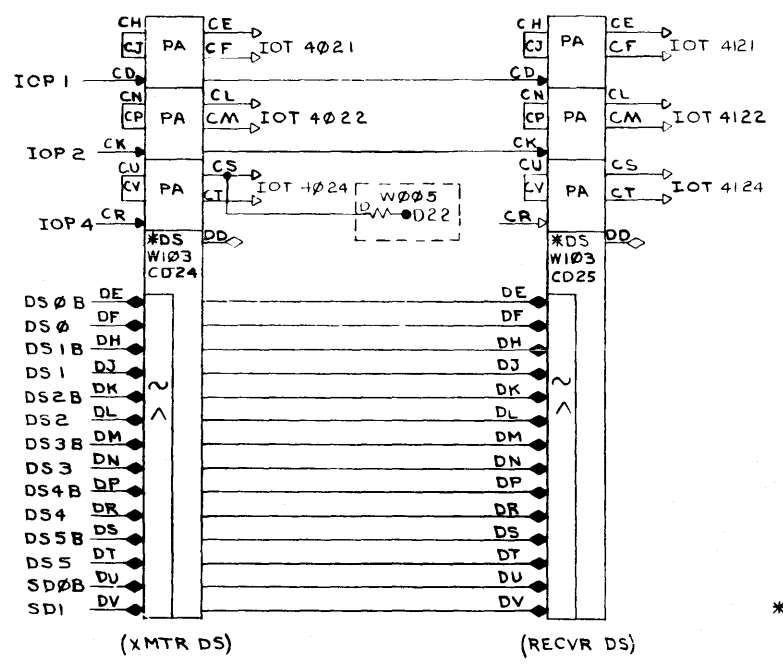 CH CE CH CE
CJ PA CF IOT 4Ø21 CJ PA CF IOT 4121
IOP 1 CD CD
CN CL CN CL
CP PA CM IOT 4Ø22 CP PA CM IOT 4122
IOP 2 CK CK
CU CS CU CS
CV PA CT IOT 4Ø24 WØØ5 CV PA CT IOT 4124
D D22
IOP 4 CR CR
*DS DD *DS DD
W1Ø3 W1Ø3
CD24 CD25
DSØB DE DE
DSØ DF DF
DS1B DH DH
DS1 DJ DJ
DS2B DK ~ DK ~
DS2 DL > DL >
DS3B DM DM
DS3 DN DN
DS4B DP DP
DS4 DR DR
DS5B DS DS
DS5 DT DT
SDØB DU DU
SD1 DV DV *
(XMTR DS) (RECVR DS)